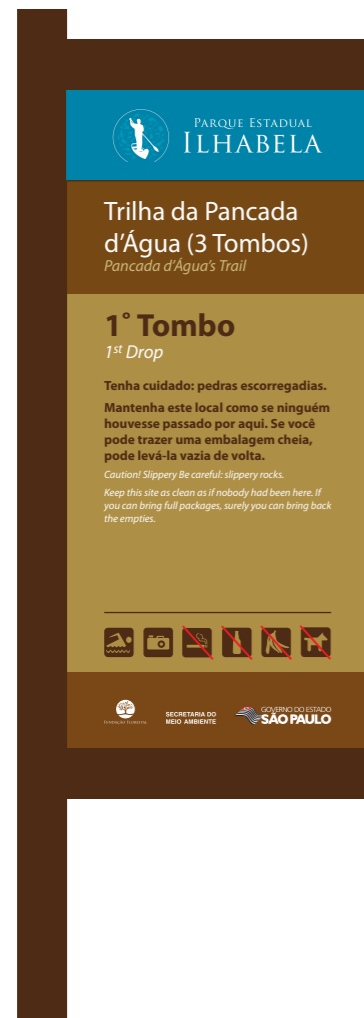 PARQUE ESTADUAL
ILHABELA
Trilha da Pancada
d'Água (3 Tombos)
Pancada d'Água's Trail
1° Tombo
1st Drop
Tenha cuidado: pedras escorregadias.
Mantenha este local como se ninguém
houvesse passado por aqui. Se você
pode trazer uma embalagem cheia,
pode levá-la vazia de volta.
Caution! Slippery Be careful: slippery rocks.
Keep this site as clean as if nobody had been here. If
you can bring full packages, surely you can bring back
the empties.
FUNDAÇÃO FLORESTAL
SECRETARIA DO
MEIO AMBIENTE
GOVERNO DO ESTADO
SÃO PAULO